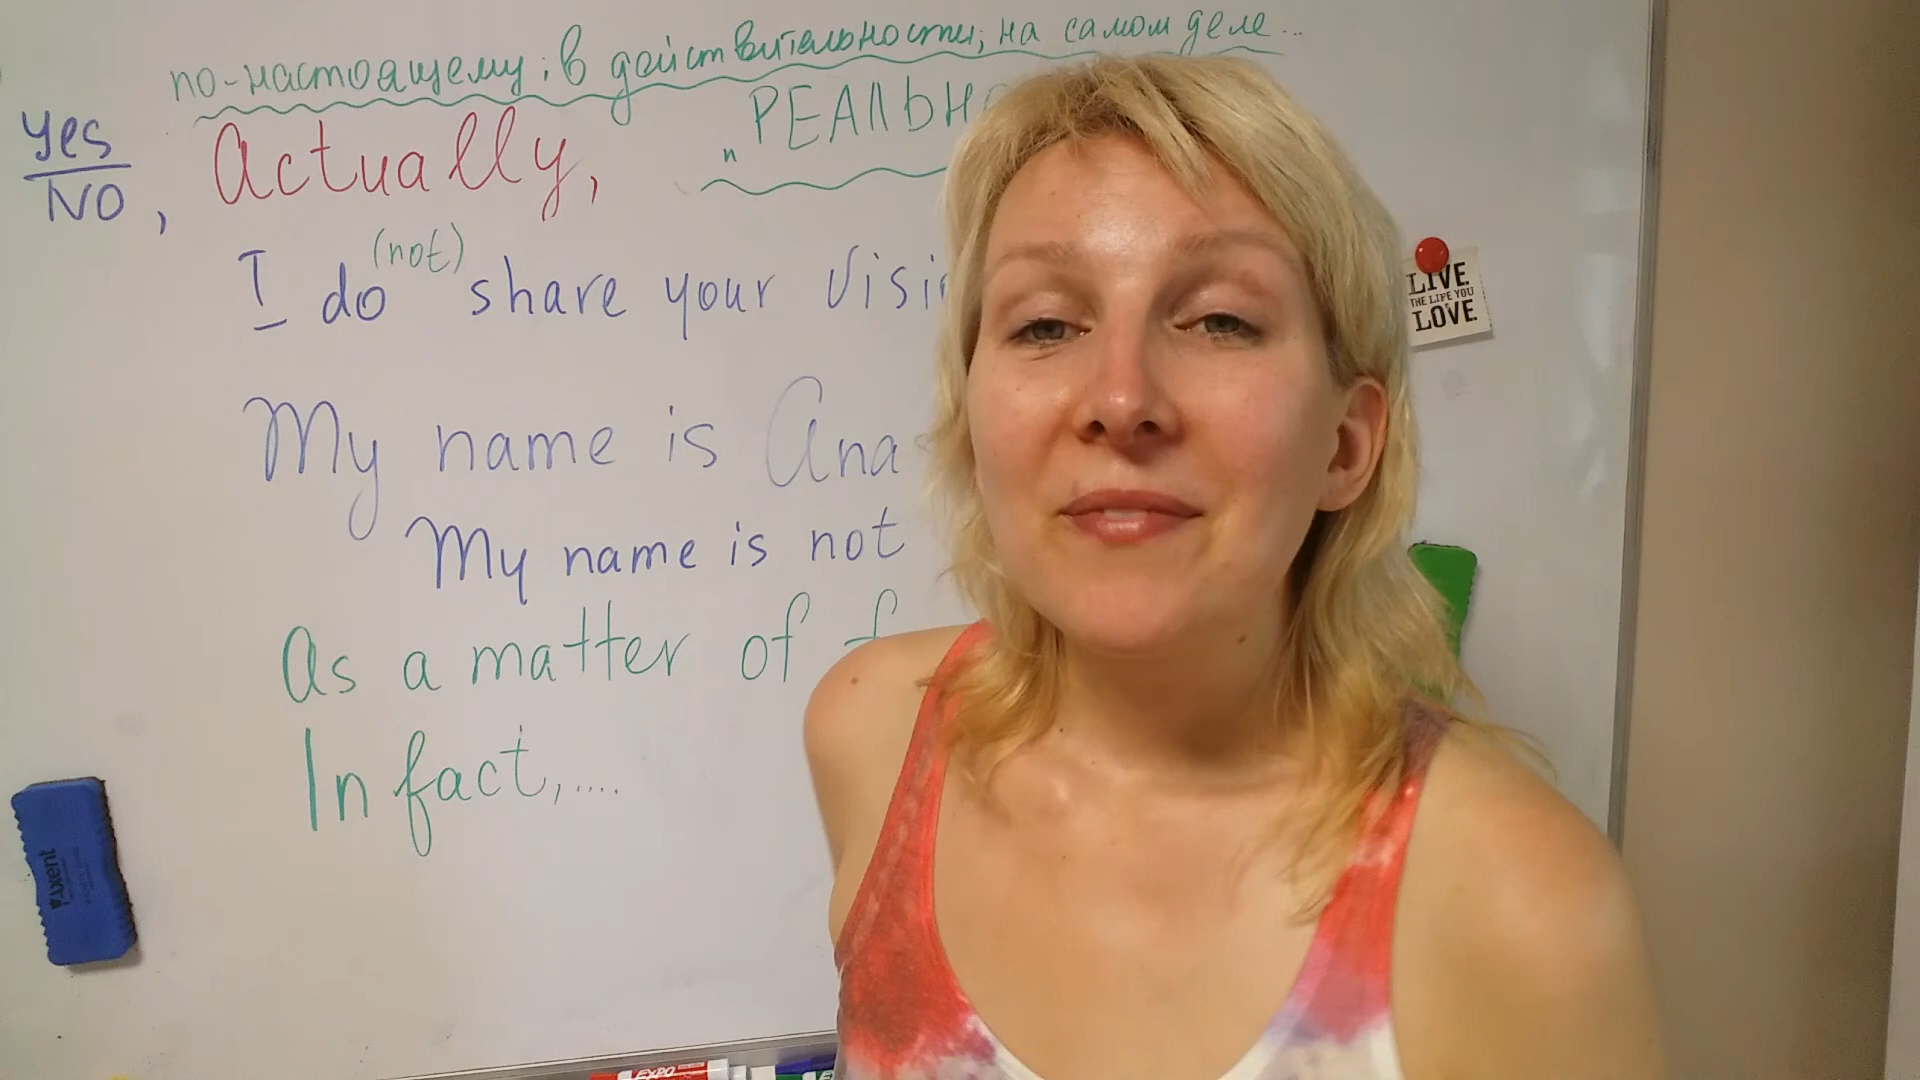 по-настоящему; в действительности; на самом деле...
Yes
NO,
Actually,
"РЕАЛЬН
(not)
I do share your visi
My name is Ana
My name is not
As a matter of f
In fact,....
LIVE
THE LIFE YOU
LOVE.
Axent
EXPO